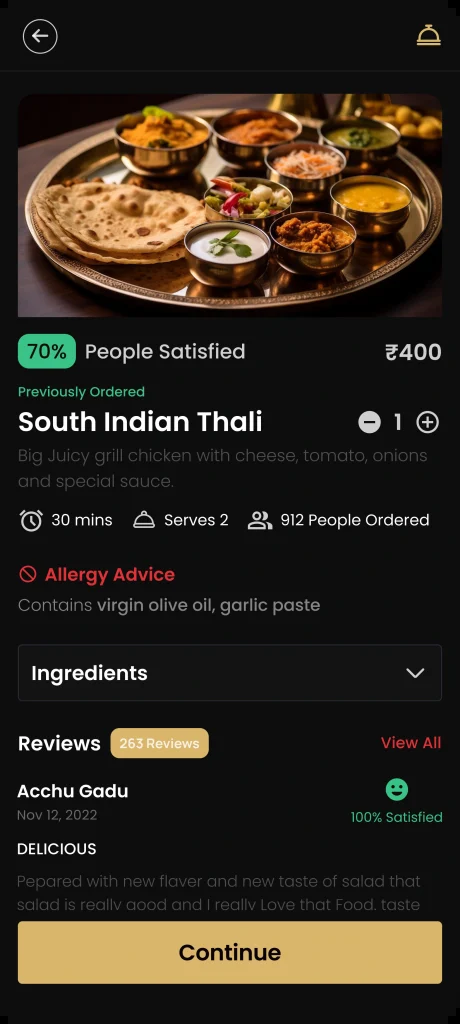 70% People Satisfied ₹400
Previously Ordered
South Indian Thali 1
Big Juicy grill chicken with cheese, tomato, onions
and special sauce.
30 mins Serves 2 912 People Ordered
Allergy Advice
Contains virgin olive oil, garlic paste
Ingredients
Reviews 263 Reviews View All
Acchu Gadu
Nov 12, 2022 100% Satisfied
DELICIOUS
Pepared with new flaver and new taste of salad that
salad is really good and I really Love that Food. taste
Continue